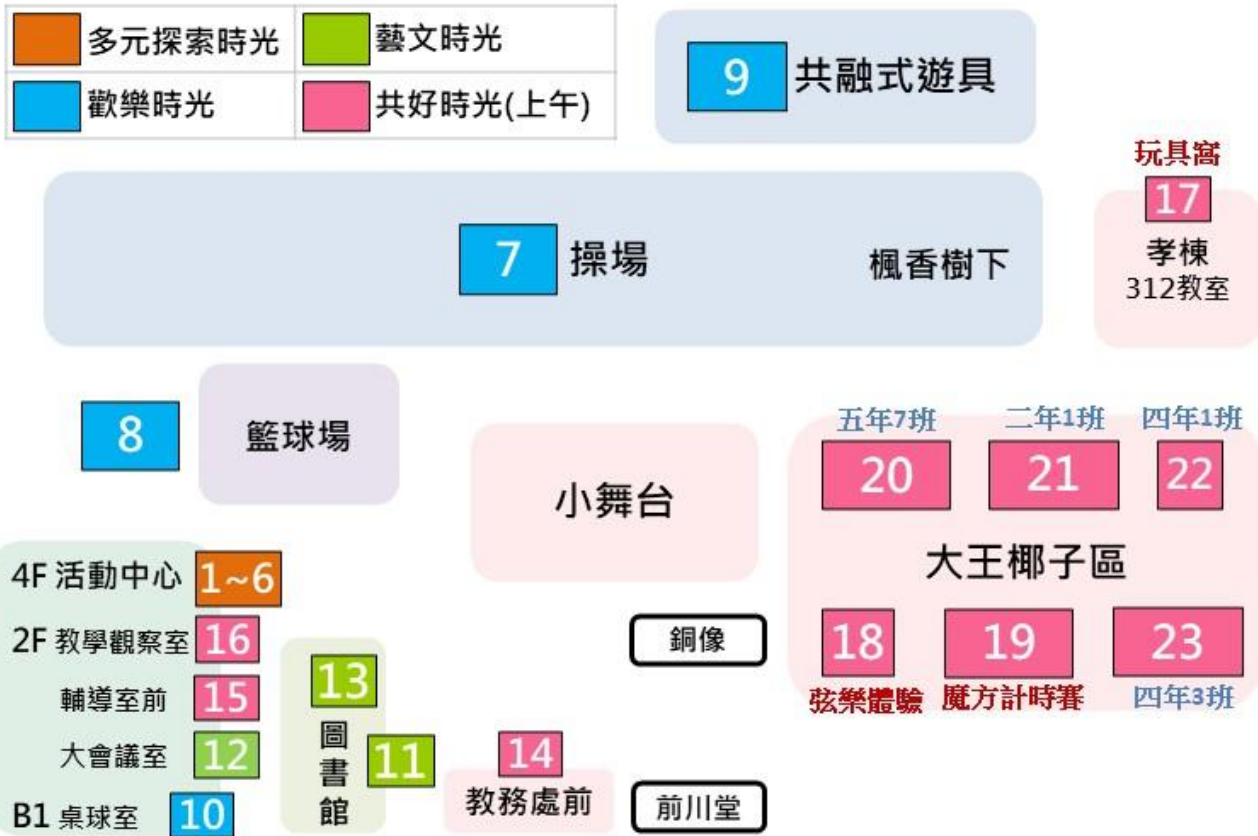 多元探索時光
藝文時光
歡樂時光
共好時光(上午)
9 共融式遊具
玩具窩
17
孝棟
312教室
7 操場
楓香樹下
8
籃球場
小舞台
五年7班 二年1班 四年1班
20 21 22
大王椰子區
18 19 23
弦樂體驗 魔方計時賽 四年3班
4F 活動中心 1~6
2F 教學觀察室 16
輔導室前 15
大會議室 12
B1 桌球室 10
13
圖書館
11
14
教務處前
銅像
前川堂